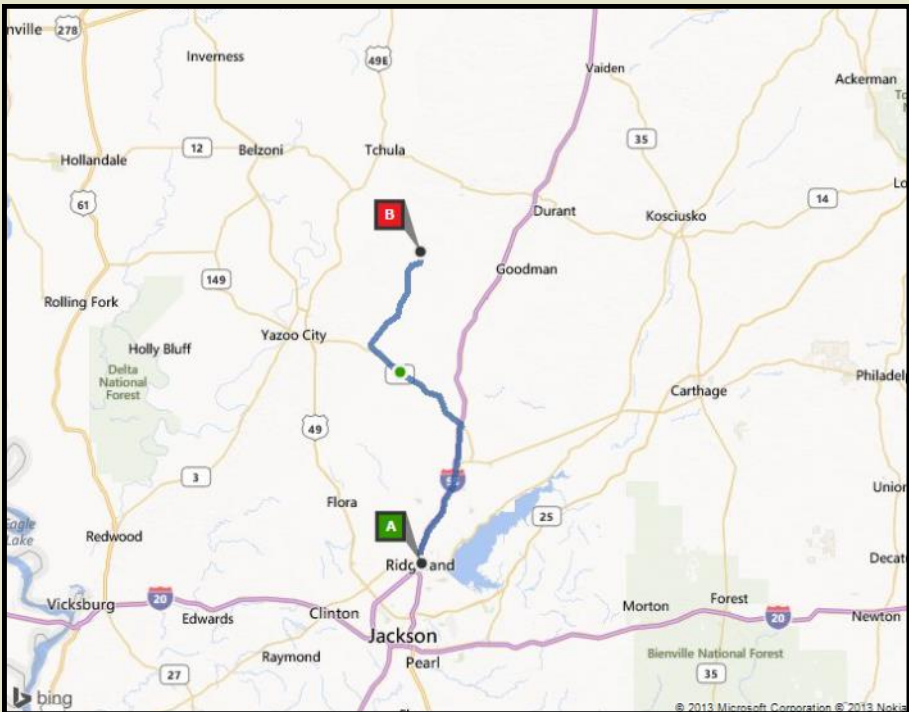 nville
278
Inverness
49E
Vaiden
Ackerman
12
Belzoni
Tchula
35
Hollandale
61
B
14
Durant
Kosciusko
Goodman
149
Rolling Fork
Yazoo City
Holly Bluff
Delta
National
Forest
Philadelp
Carthage
49
3
Flora
25
Union
Eagle
Lake
Redwood
A
Decat
Vicksburg
20
Edwards
Clinton
Morton
Forest
20
Newton
Jackson
Raymond
Pearl
Bienville National Forest
27
35
bing
© 2013 Microsoft Corporation © 2013 Nokia